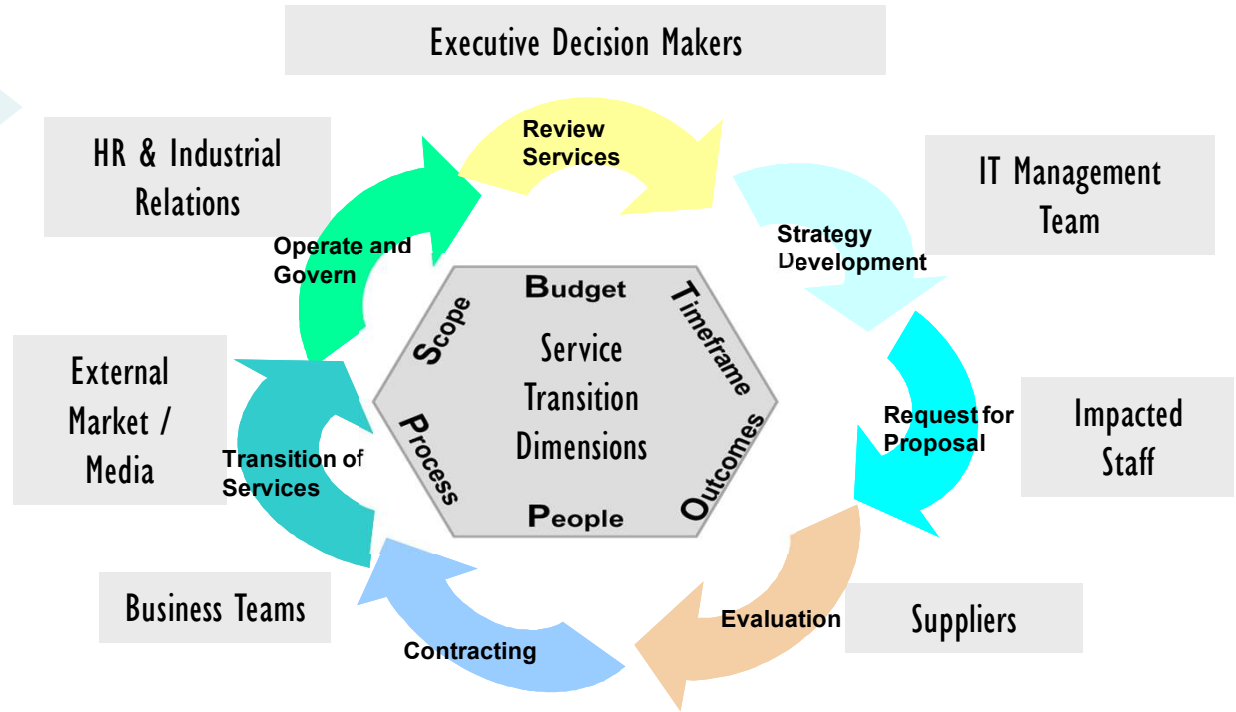 Executive Decision Makers
HR & Industrial
Relations
Review
Services
IT Management
Team
Operate and
Govern
Strategy
Development
Scope
Budget
Timeframe
Service
Transition
Dimensions
Process
People
Outcomes
External
Market /
Media
Request for
Proposal
Impacted
Staff
Transition of
Services
Business Teams
Contracting
Evaluation
Suppliers